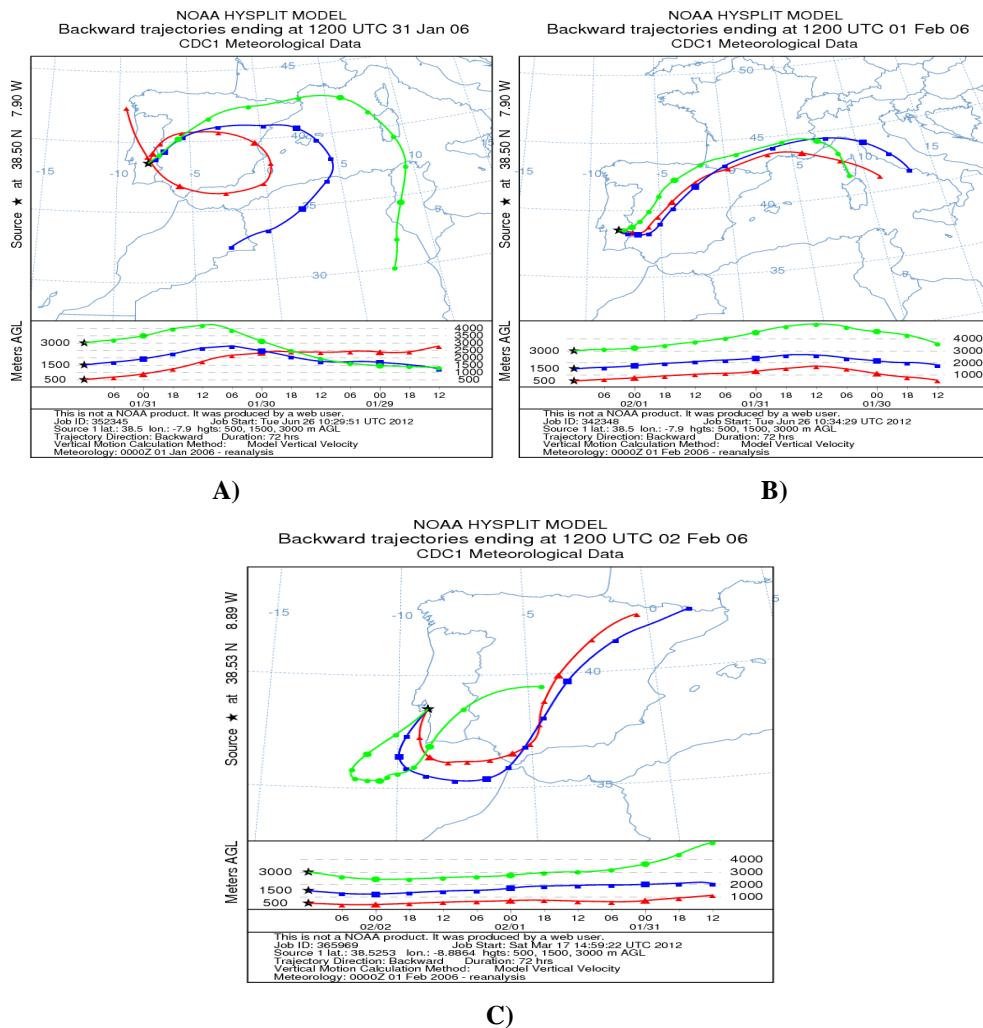 NOAA HYSPLIT MODEL
Backward trajectories ending at 1200 UTC 31 Jan 06
CDC1 Meteorological Data
Source ★ at 38.50 N 7.90 W
45
40
-15
-10
-5
0
5
35
30
Meters AGL
3000
1500
500
4000
3500
3000
2500
2000
1500
1000
500
06 00 18 12 06 00 18 12 06 00 18 12
01/31 01/30 01/29
This is not a NOAA product. It was produced by a web user.
Job ID: 352345 Job Start: Tue Jun 26 10:29:51 UTC 2012
Source 1 lat.: 38.5 lon.: -7.9 hgts: 500, 1500, 3000 m AGL
Trajectory Direction: Backward Duration: 72 hrs
Vertical Motion Calculation Method: Model Vertical Velocity
Meteorology: 0000Z 01 Jan 2006 - reanalysis
A)
NOAA HYSPLIT MODEL
Backward trajectories ending at 1200 UTC 01 Feb 06
CDC1 Meteorological Data
Source ★ at 38.50 N 7.90 W
50
45
15
10
-15
-10
40
-5
35
0
5
Meters AGL
3000
1500
500
4000
3000
2000
1000
06 00 18 12 06 00 18 12 06 00 18 12
02/01 01/31 01/30
This is not a NOAA product. It was produced by a web user.
Job ID: 342348 Job Start: Tue Jun 26 10:34:29 UTC 2012
Source 1 lat.: 38.5 lon.: -7.9 hgts: 500, 1500, 3000 m AGL
Trajectory Direction: Backward Duration: 72 hrs
Vertical Motion Calculation Method: Model Vertical Velocity
Meteorology: 0000Z 01 Feb 2006 - reanalysis
B)
NOAA HYSPLIT MODEL
Backward trajectories ending at 1200 UTC 02 Feb 06
CDC1 Meteorological Data
Source ★ at 38.53 N 8.89 W
-15
-10
-5
0
5
40
35
Meters AGL
3000
1500
500
4000
3000
2000
1000
06 00 18 12 06 00 18 12 06 00 18 12
02/02 02/01 01/31
This is not a NOAA product. It was produced by a web user.
Job ID: 365969 Job Start: Sat Mar 17 14:59:22 UTC 2012
Source 1 lat.: 38.5253 lon.: -8.8864 hgts: 500, 1500, 3000 m AGL
Trajectory Direction: Backward Duration: 72 hrs
Vertical Motion Calculation Method: Model Vertical Velocity
Meteorology: 0000Z 01 Feb 2006 - reanalysis
C)